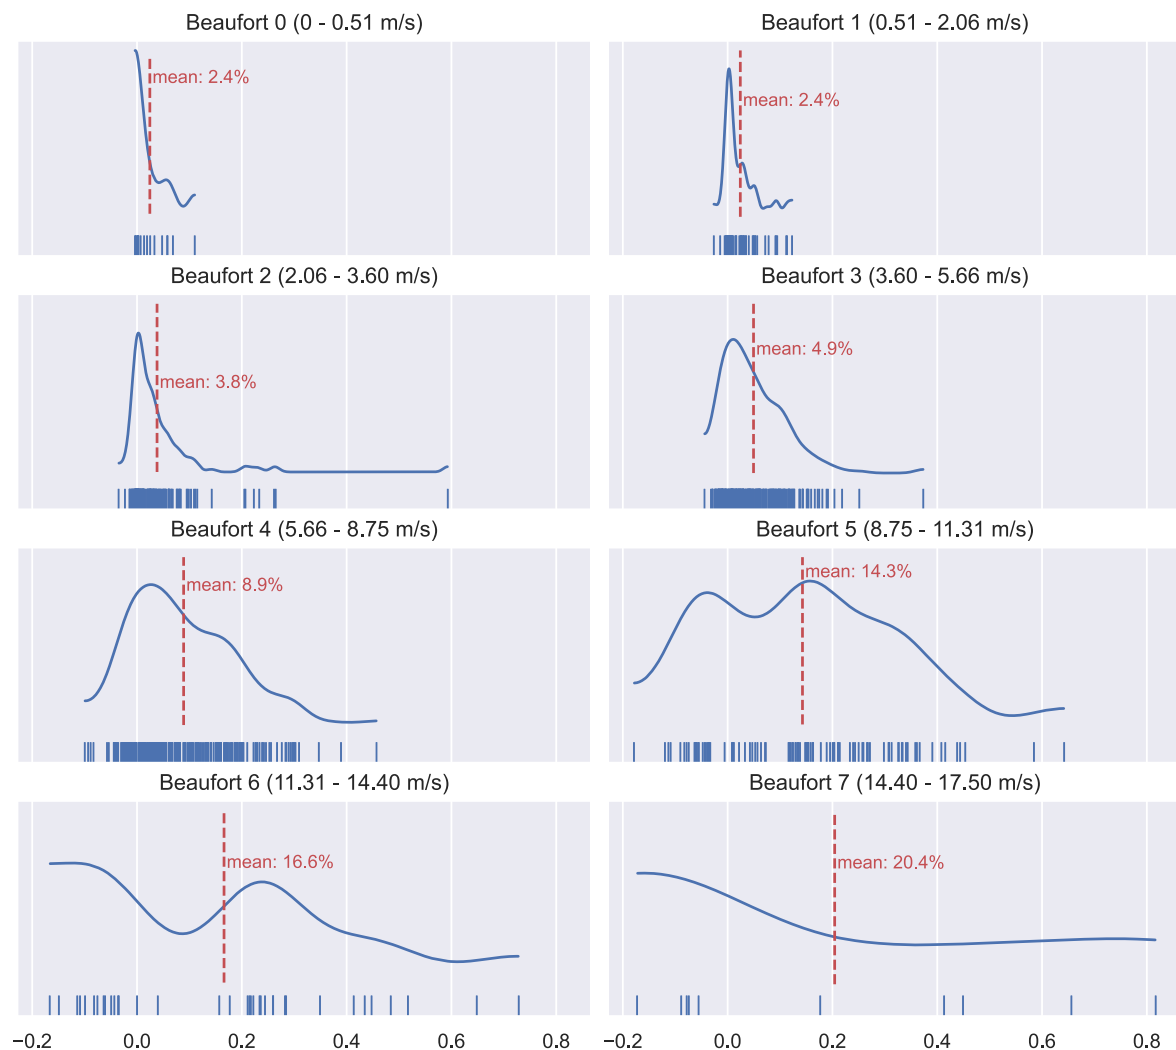 Beaufort 0 (0 - 0.51 m/s)
mean: 2.4%
Beaufort 1 (0.51 - 2.06 m/s)
mean: 2.4%
Beaufort 2 (2.06 - 3.60 m/s)
mean: 3.8%
Beaufort 3 (3.60 - 5.66 m/s)
mean: 4.9%
Beaufort 4 (5.66 - 8.75 m/s)
mean: 8.9%
Beaufort 5 (8.75 - 11.31 m/s)
mean: 14.3%
Beaufort 6 (11.31 - 14.40 m/s)
mean: 16.6%
Beaufort 7 (14.40 - 17.50 m/s)
mean: 20.4%
−0.2 0.0 0.2 0.4 0.6 0.8
−0.2 0.0 0.2 0.4 0.6 0.8